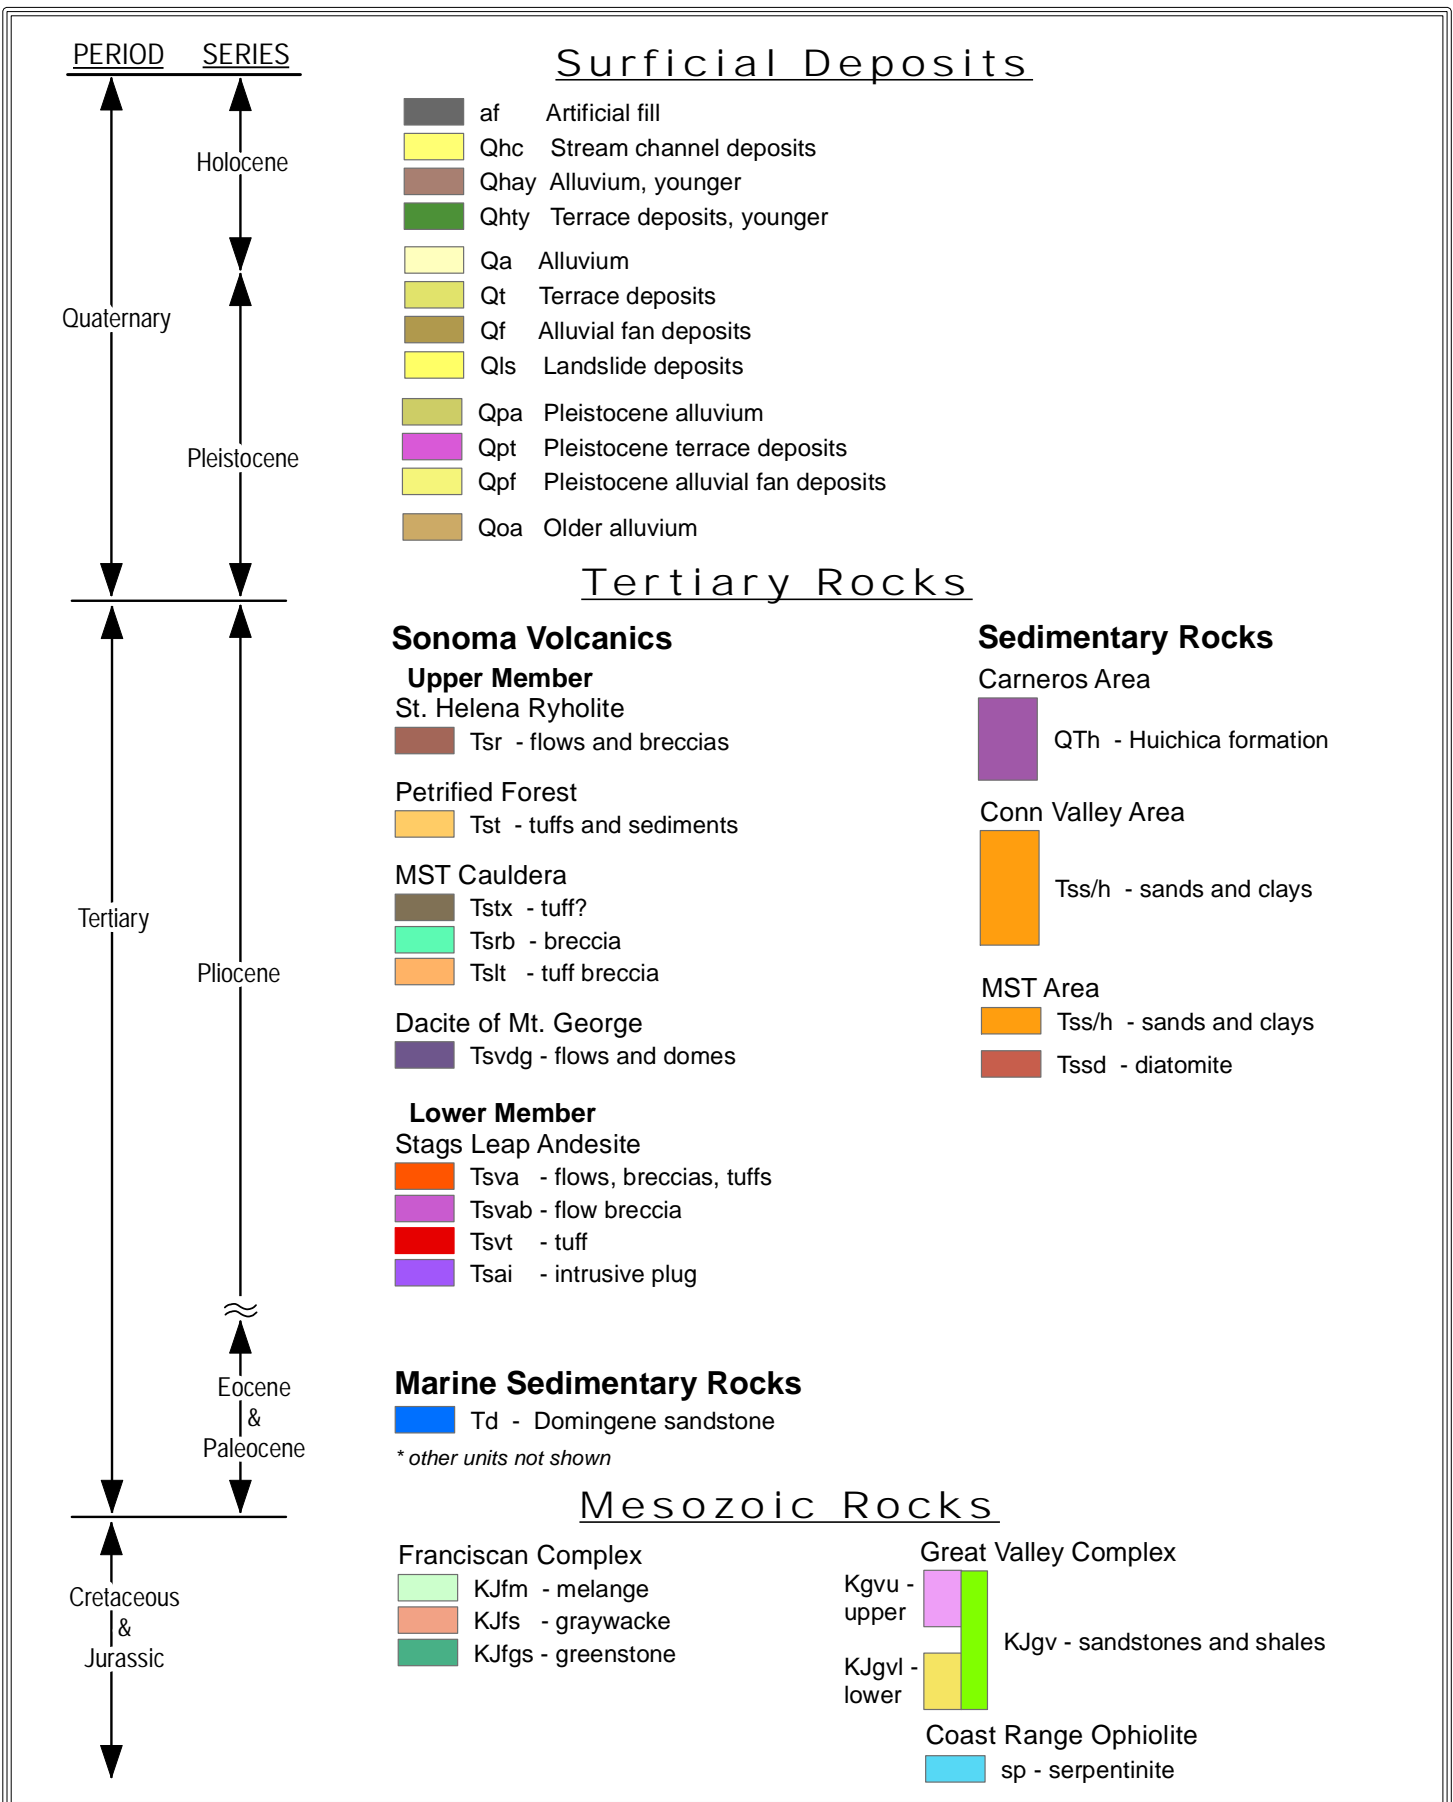 PERIOD SERIES
Holocene
Quaternary
Pleistocene
Tertiary
Pliocene
Eocene
&
Paleocene
Cretaceous
&
Jurassic
Surficial Deposits
af Artificial fill
Qhc Stream channel deposits
Qhay Alluvium, younger
Qhty Terrace deposits, younger
Qa Alluvium
Qt Terrace deposits
Qf Alluvial fan deposits
Qls Landslide deposits
Qpa Pleistocene alluvium
Qpt Pleistocene terrace deposits
Qpf Pleistocene alluvial fan deposits
Qoa Older alluvium
Tertiary Rocks
Sonoma Volcanics
Upper Member
St. Helena Ryholite
Tsr - flows and breccias
Petrified Forest
Tst - tuffs and sediments
MST Cauldera
Tstx - tuff?
Tsrb - breccia
Tslt - tuff breccia
Dacite of Mt. George
Tsvdg - flows and domes
Lower Member
Stags Leap Andesite
Tsva - flows, breccias, tuffs
Tsvab - flow breccia
Tsvt - tuff
Tsai - intrusive plug
Sedimentary Rocks
Carneros Area
QTh - Huichica formation
Conn Valley Area
Tss/h - sands and clays
MST Area
Tss/h - sands and clays
Tssd - diatomite
Marine Sedimentary Rocks
Td - Domingene sandstone
* other units not shown
Mesozoic Rocks
Franciscan Complex
KJfm - melange
KJfs - graywacke
KJfgs - greenstone
Great Valley Complex
Kgvu -
upper
KJgv - sandstones and shales
KJgvl -
lower
Coast Range Ophiolite
sp - serpentinite